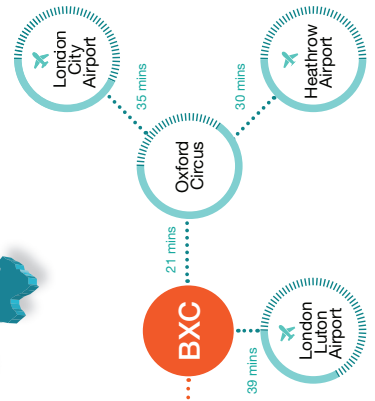 London
City
Airport
35 mins
Heathrow
Airport
30 mins
Oxford
Circus
21 mins
BXC
39 mins
London
Luton
Airport